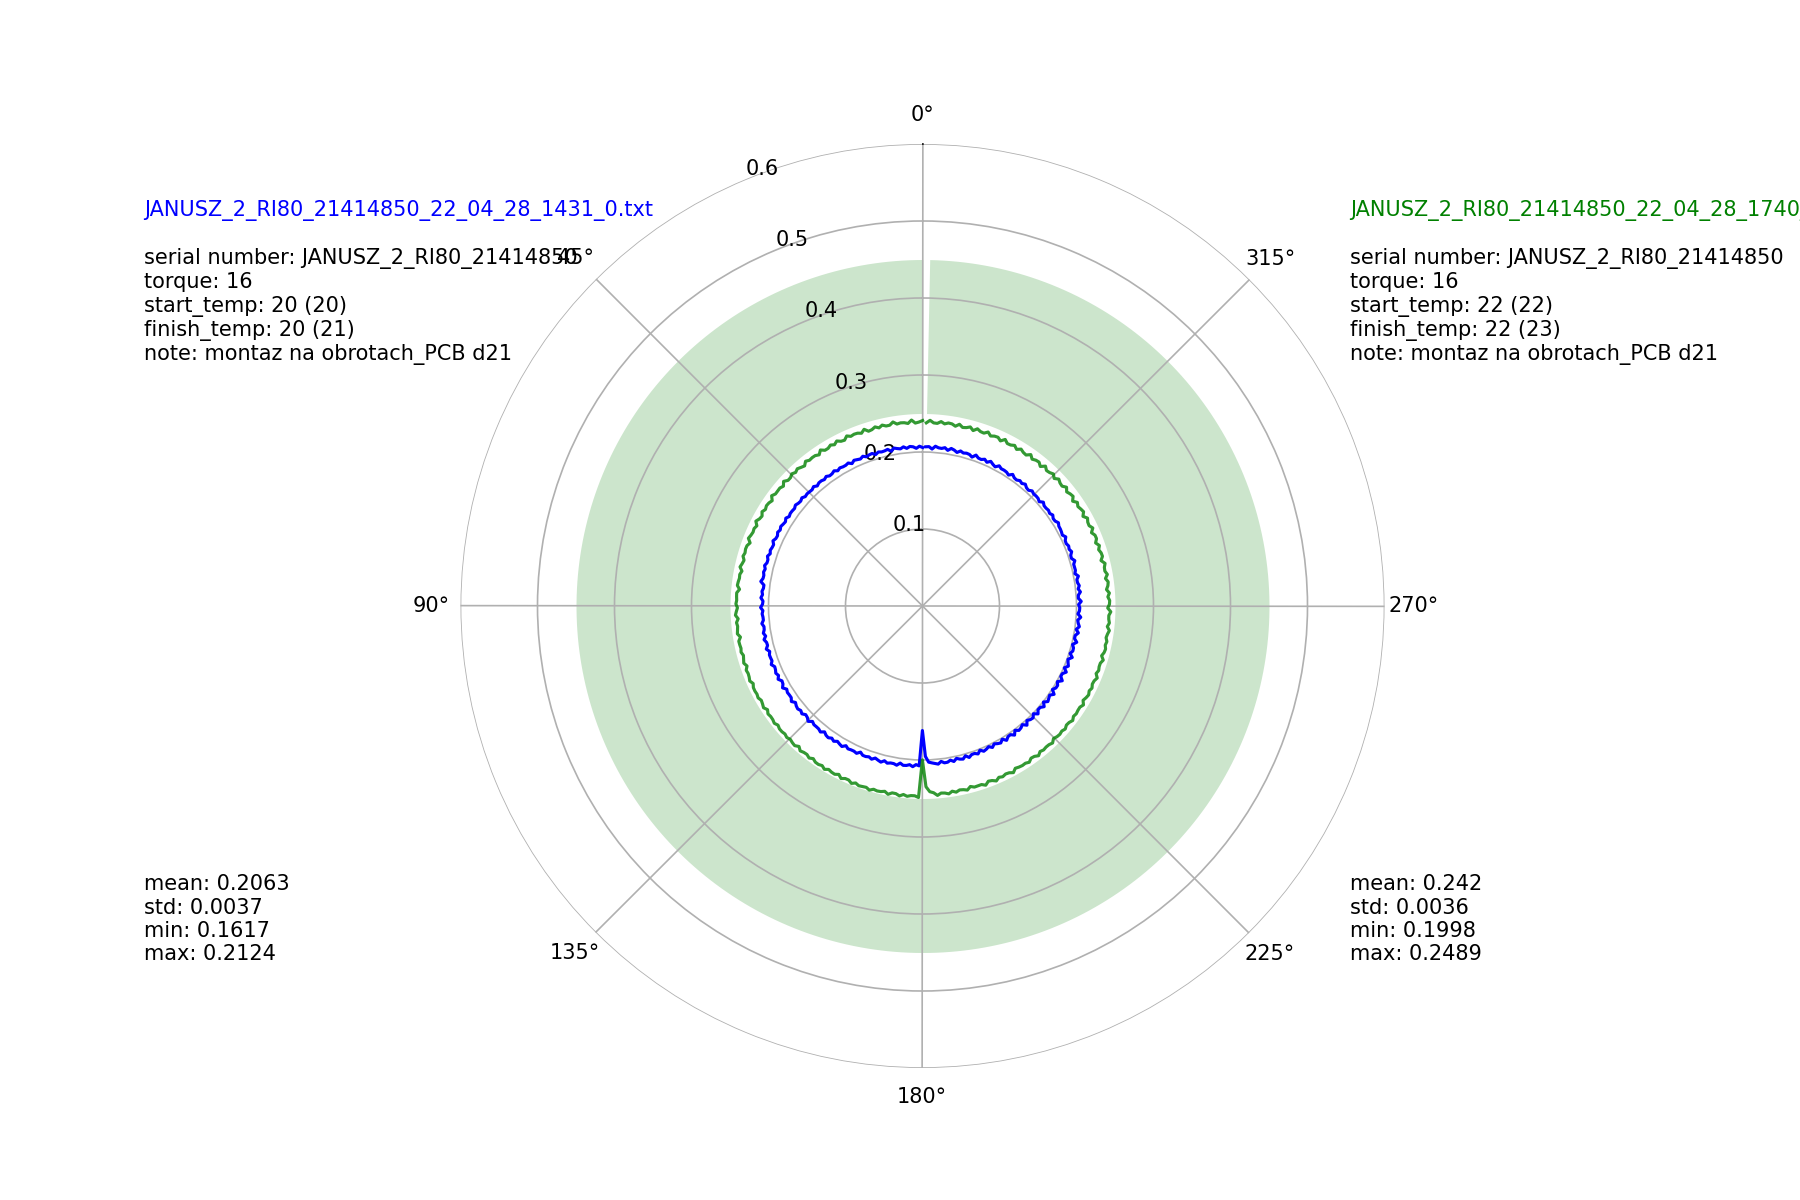 0°
0.6
JANUSZ_2_RI80_21414850_22_04_28_1431_0.txt
JANUSZ_2_RI80_21414850_22_04_28_1740
0.5
serial number: JANUSZ_2_RI80_21414850
45°
315°
serial number: JANUSZ_2_RI80_21414850
torque: 16
torque: 16
start_temp: 20 (20)
0.4
start_temp: 22 (22)
finish_temp: 20 (21)
finish_temp: 22 (23)
note: montaz na obrotach_PCB d21
note: montaz na obrotach_PCB d21
0.3
0.2
0.1
90°
270°
mean: 0.2063
std: 0.0037
min: 0.1617
max: 0.2124
mean: 0.242
std: 0.0036
min: 0.1998
max: 0.2489
135°
225°
180°